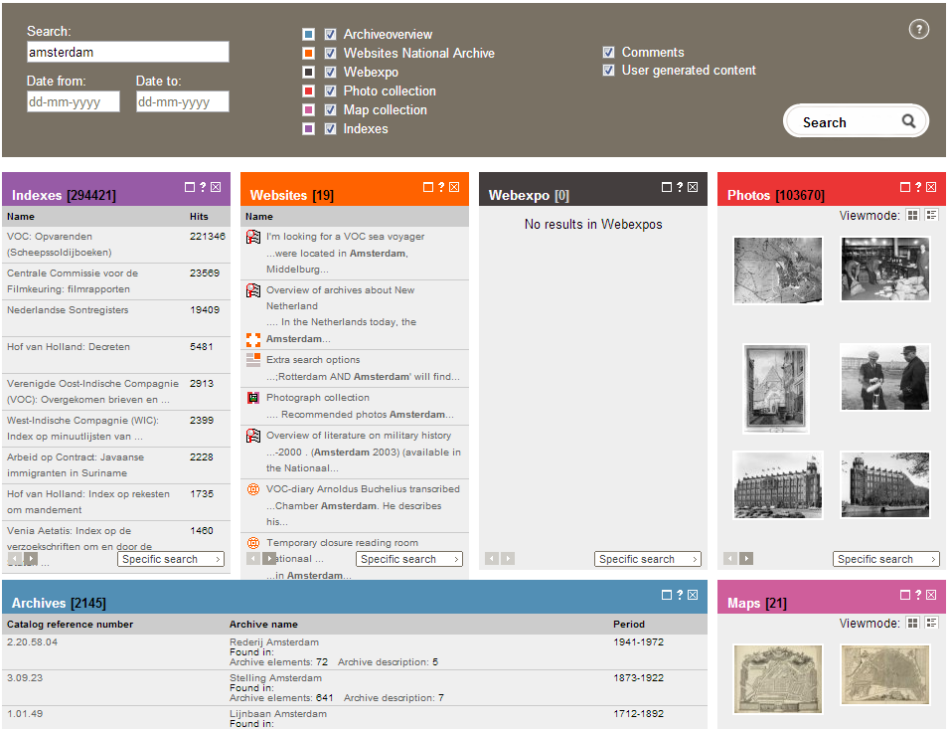 Search:
amsterdam
Date from: Date to:
dd-mm-yyyy dd-mm-yyyy
Archiveoverview
Websites National Archive
Webexpo
Photo collection
Map collection
Indexes
Comments
User generated content
?
Search
Indexes [294421] ?
Name Hits
VOC: Opvarenden 221346
(Scheepssoldijboeken)
Centrale Commissie voor de 23569
Filmkeuring: filmrapporten
Nederlandse Sontregisters 19409
Hof van Holland: Decreten 5481
Verenigde Oost-Indische Compagnie 2913
(VOC): Overgekomen brieven en ...
West-Indische Compagnie (WIC): 2399
Index op minuutlijsten van ...
Arbeid op Contract: Javaanse 2228
immigranten in Suriname
Hof van Holland: Index op rekesten 1735
om mandement
Venia Aetatis: Index op de 1460
verzoekschriften om en door de
...
Specific search
Websites [19] ?
Name
I'm looking for a VOC sea voyager
...were located in Amsterdam,
Middelburg...
Overview of archives about New
Netherland
.... In the Netherlands today, the
Amsterdam...
Extra search options
...;Rotterdam AND Amsterdam' will find...
Photograph collection
.... Recommended photos Amsterdam...
Overview of literature on military history
...-2000 . (Amsterdam 2003) (available in
the Nationaal...
VOC-diary Arnoldus Buchelius transcribed
...Chamber Amsterdam. He describes
his...
Temporary closure reading room
ationaal ...
...in Amsterdam...
Specific search
Webexpo [0] ?
No results in Webexpos
Specific search
Photos [103670] ?
Viewmode:
Specific search
Archives [2145] ?
Catalog reference number Archive name Period
2.20.58.04 Rederij Amsterdam 1941-1972
Found in:
Archive elements: 72 Archive description: 5
3.09.23 Stelling Amsterdam 1873-1922
Found in:
Archive elements: 641 Archive description: 7
1.01.49 Lijnbaan Amsterdam 1712-1892
Found in:
Maps [21] ?
Viewmode: